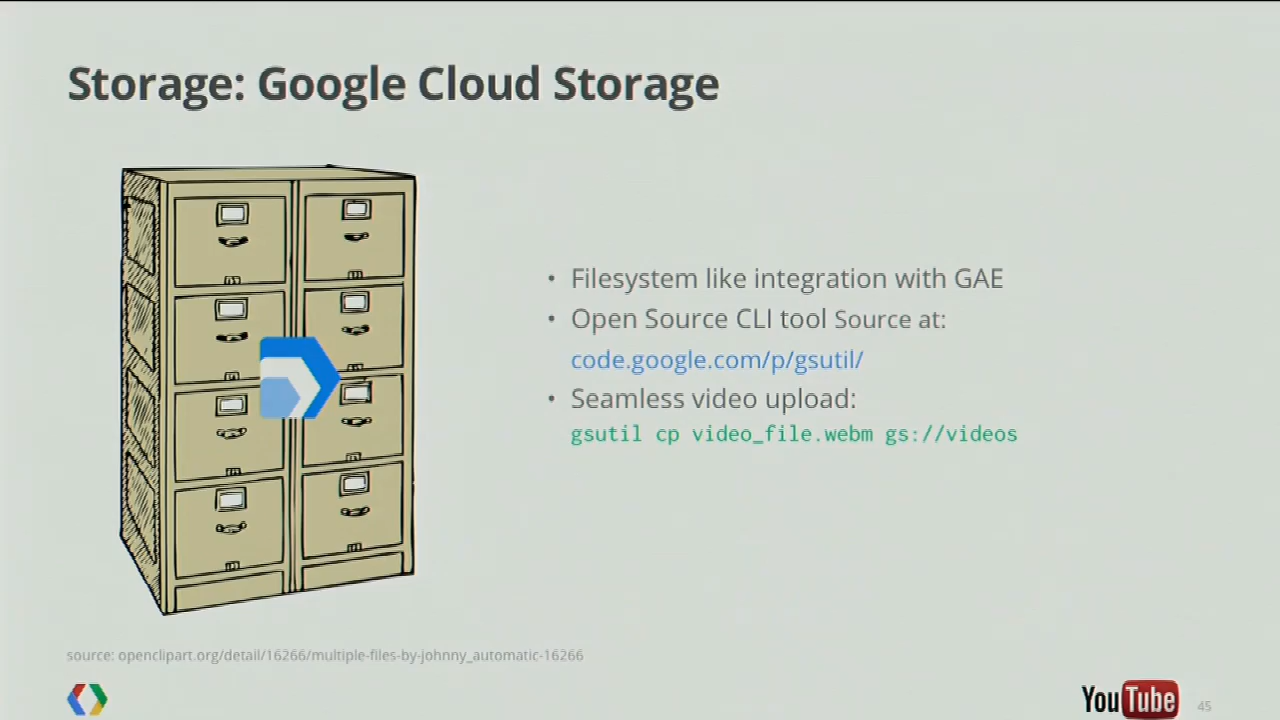 Storage: Google Cloud Storage
• Filesystem like integration with GAE
• Open Source CLI tool Source at:
code.google.com/p/gsutil/
• Seamless video upload:
gsutil cp video_file.webm gs://videos
source: openclipart.org/detail/16266/multiple-files-by-johnny_automatic-16266
YouTube
45